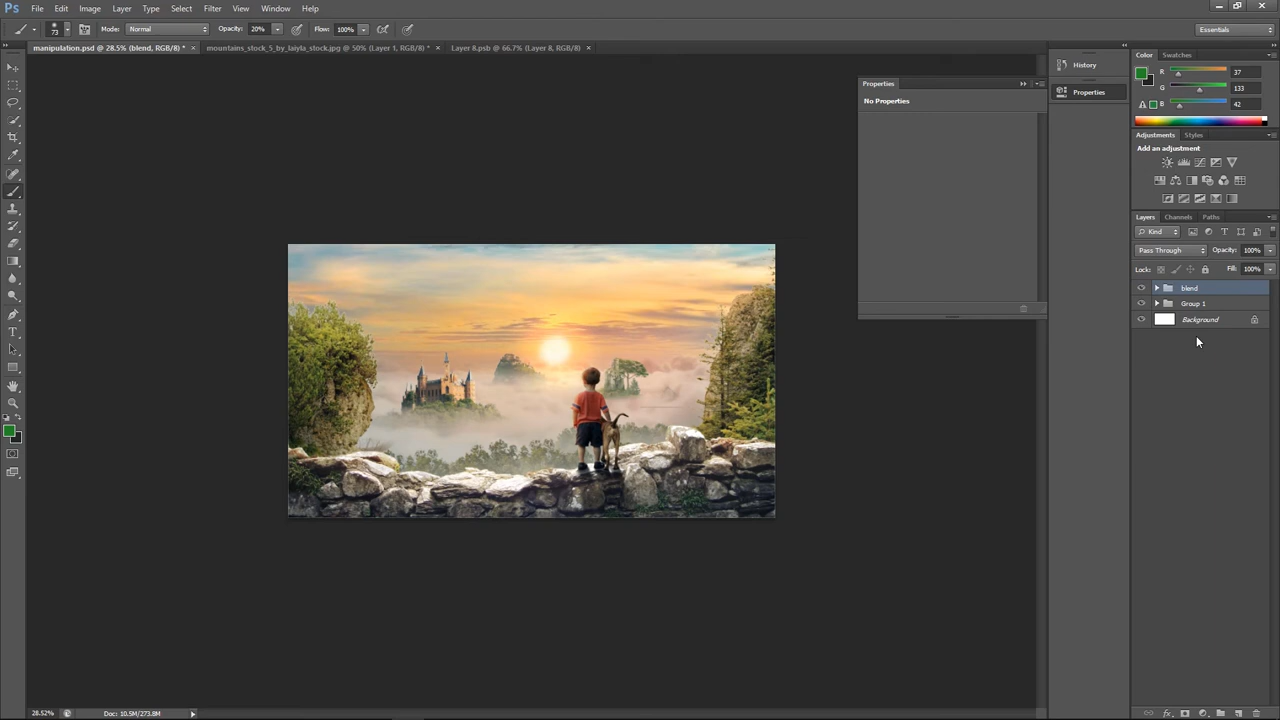 Ps File Edit Image Layer Type Select Filter View Window Help
73 Mode: Normal Opacity: 20% Flow: 100% Essentials
manipulation.psd @ 28.5% (blend, RGB/8) * × mountains_stock_5_by_laiyla_stock.jpg @ 50% (Layer 1, RGB/8) * × Layer 8.psb @ 66.7% (Layer 8, RGB/8) ×
History
Properties
Properties
No Properties
Color Swatches
R 37
G 133
B 42
Adjustments Styles
Add an adjustment
Layers Channels Paths
Kind
Pass Through Opacity: 100%
Lock: Fill: 100%
blend
Group 1
Background
28.52% Doc: 10.5M/273.8M